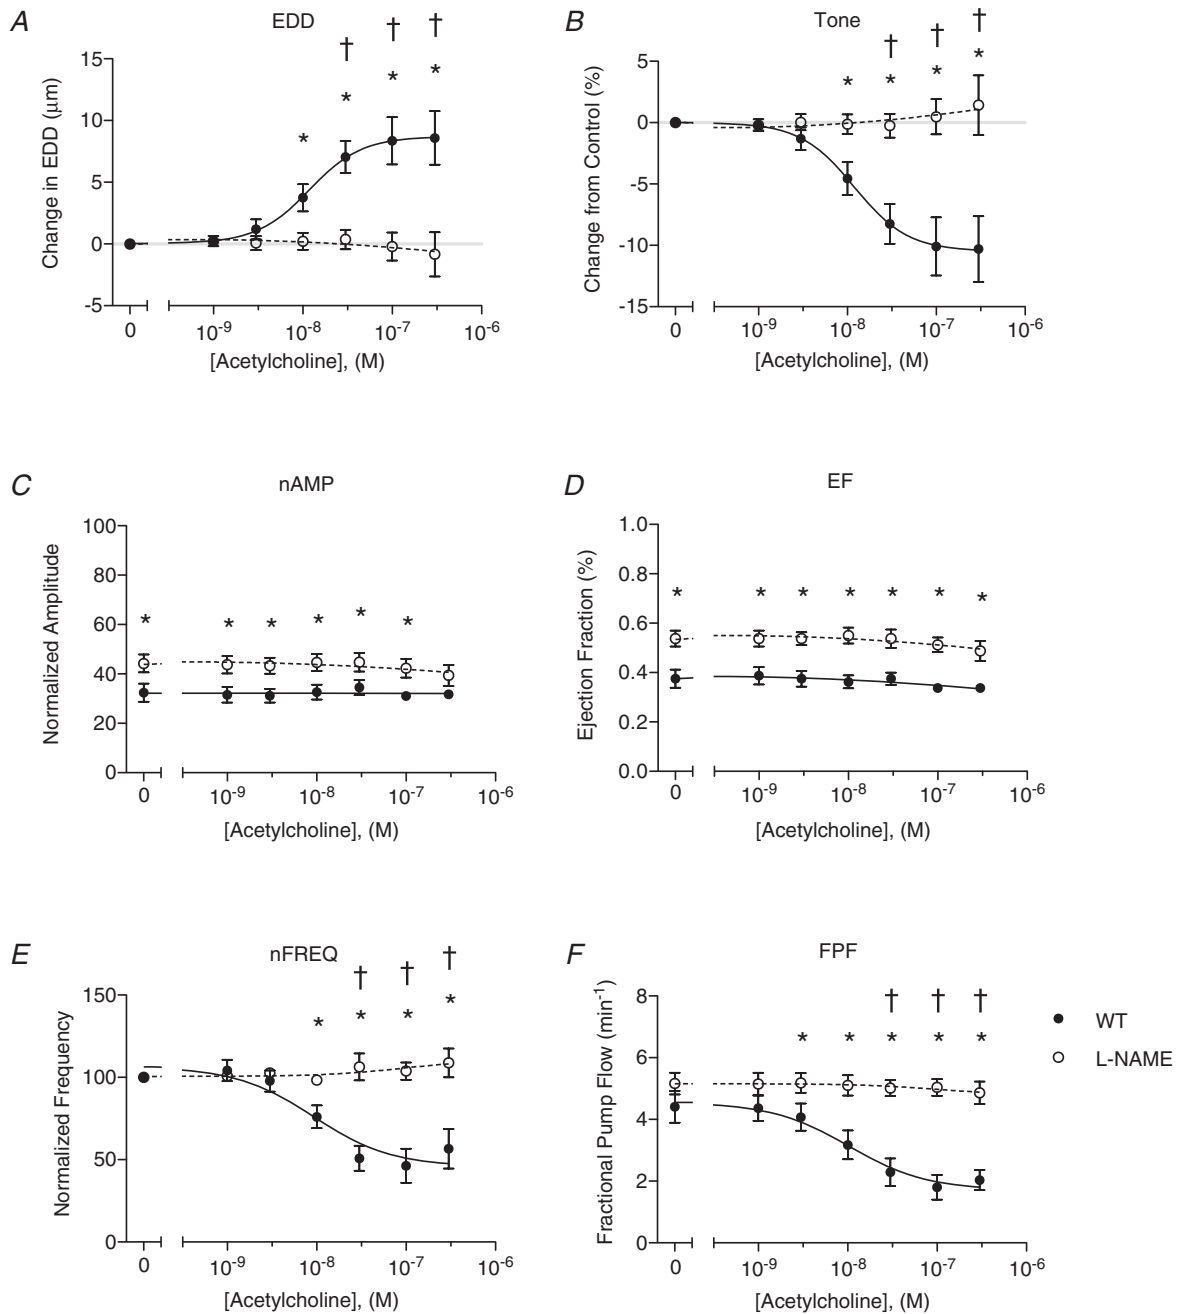 A
EDD
† † †
* * * *
15
10
5
0
-5
Change in EDD (μm)
0 10⁻⁹ 10⁻⁸ 10⁻⁷ 10⁻⁶
[Acetylcholine], (M)
B
Tone
† † †
* * * *
5
0
-5
-10
-15
Change from Control (%)
0 10⁻⁹ 10⁻⁸ 10⁻⁷ 10⁻⁶
[Acetylcholine], (M)
C
nAMP
* * * * * *
100
80
60
40
20
0
Normalized Amplitude
0 10⁻⁹ 10⁻⁸ 10⁻⁷ 10⁻⁶
[Acetylcholine], (M)
D
EF
* * * * * * *
1.0
0.8
0.6
0.4
0.2
0.0
Ejection Fraction (%)
0 10⁻⁹ 10⁻⁸ 10⁻⁷ 10⁻⁶
[Acetylcholine], (M)
E
nFREQ
† † †
* * * *
150
100
50
0
Normalized Frequency
0 10⁻⁹ 10⁻⁸ 10⁻⁷ 10⁻⁶
[Acetylcholine], (M)
F
FPF
† † †
* * * * *
8
6
4
2
0
Fractional Pump Flow (min⁻¹)
0 10⁻⁹ 10⁻⁸ 10⁻⁷ 10⁻⁶
[Acetylcholine], (M)
WT
L-NAME